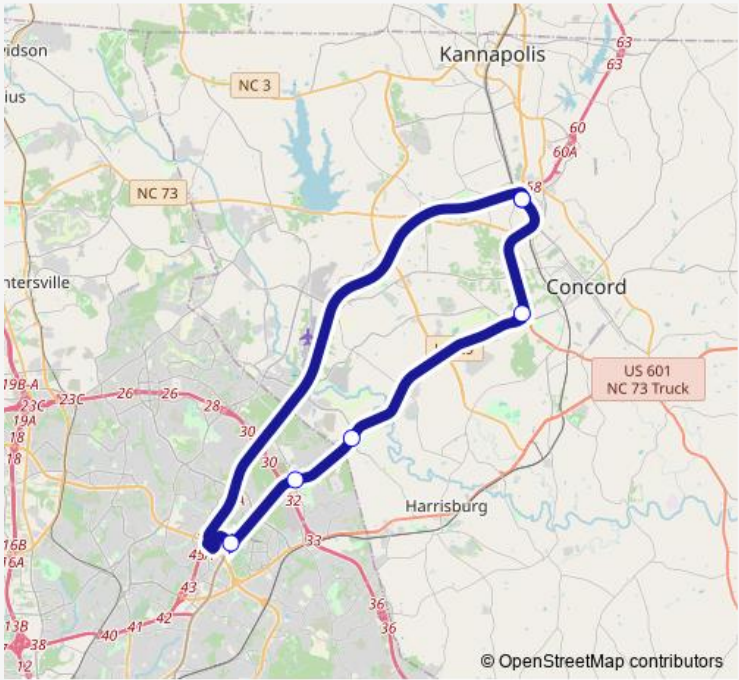 63
63
Kannapolis
vidson
ius
NC 3
60
60A
58
NC 73
ntersville
Concord
US 601
NC 73 Truck
19B-A
23C
23C
26
26
28
19A
18
18
30
30
32
Harrisburg
33
45A
16B
16A
43
42
41
40
38
36
36
13B
12
© OpenStreetMap contributors